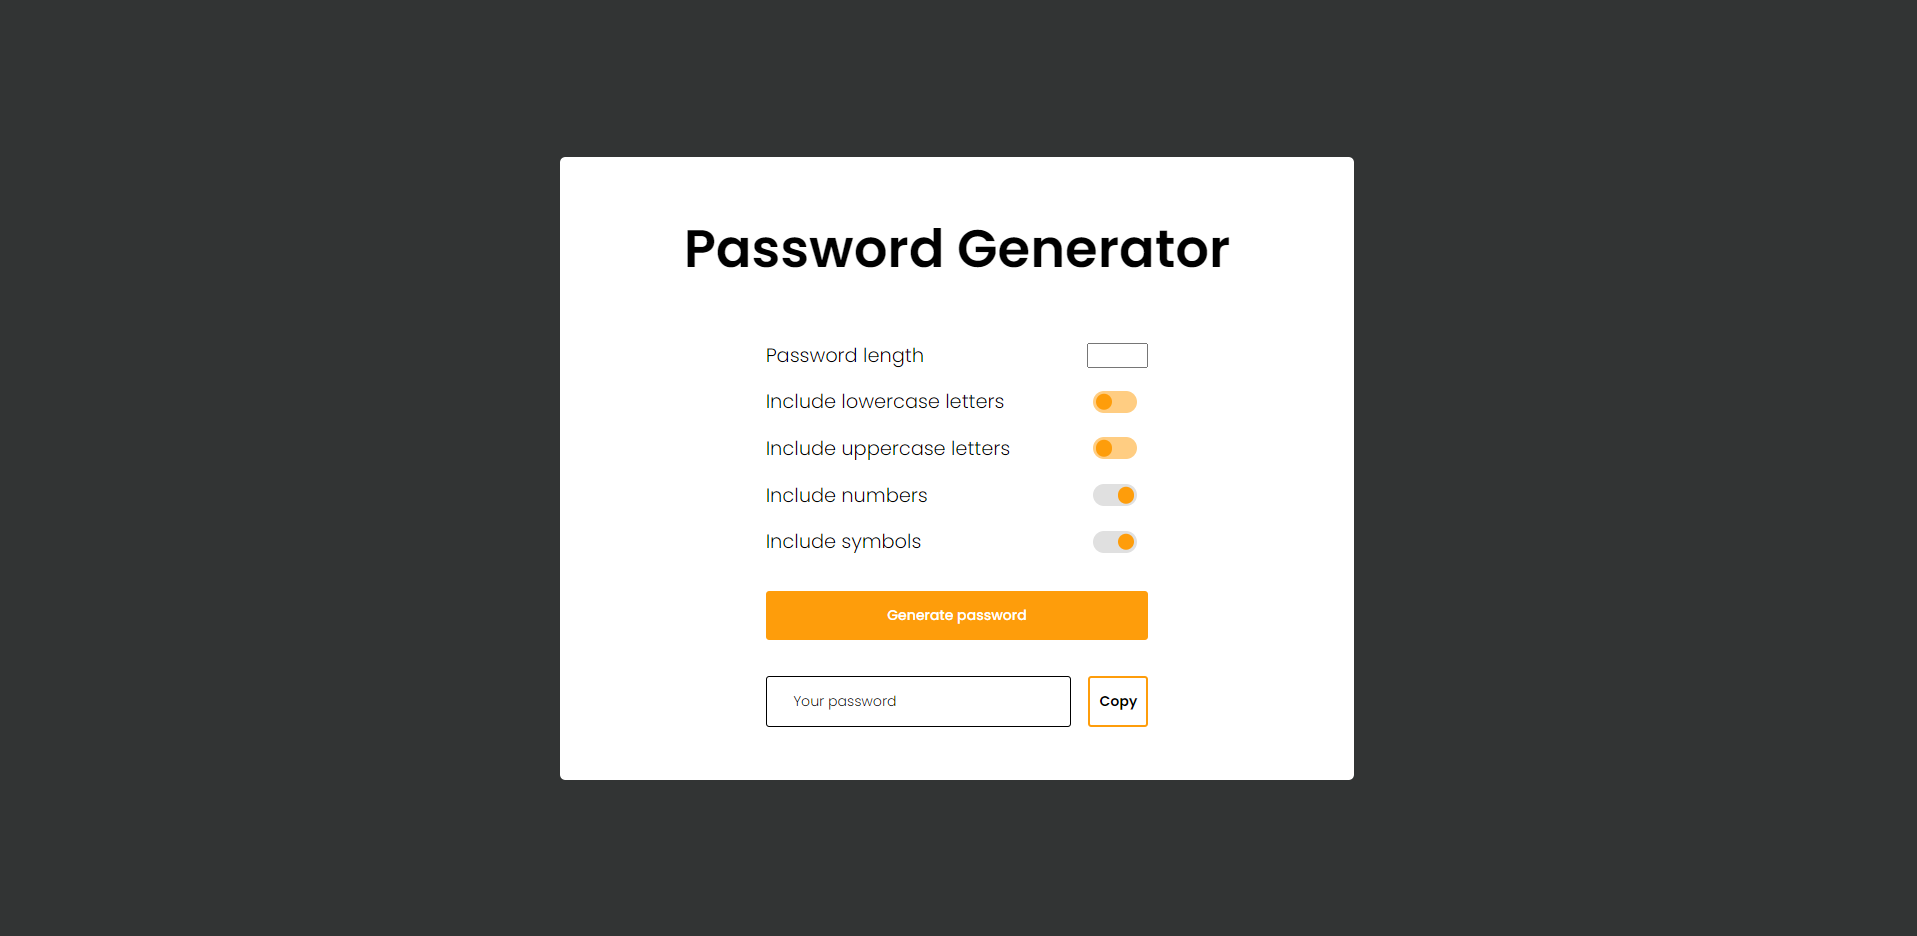 Password Generator
Password length
Include lowercase letters
Include uppercase letters
Include numbers
Include symbols
Generate password
Your password
Copy